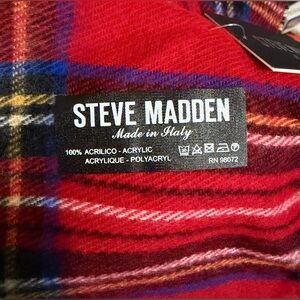 STEVE MADDEN
Made in Italy
100% ACRILICO - ACRYLIC
ACRYLIQUE - POLYACRYL
RN 98072